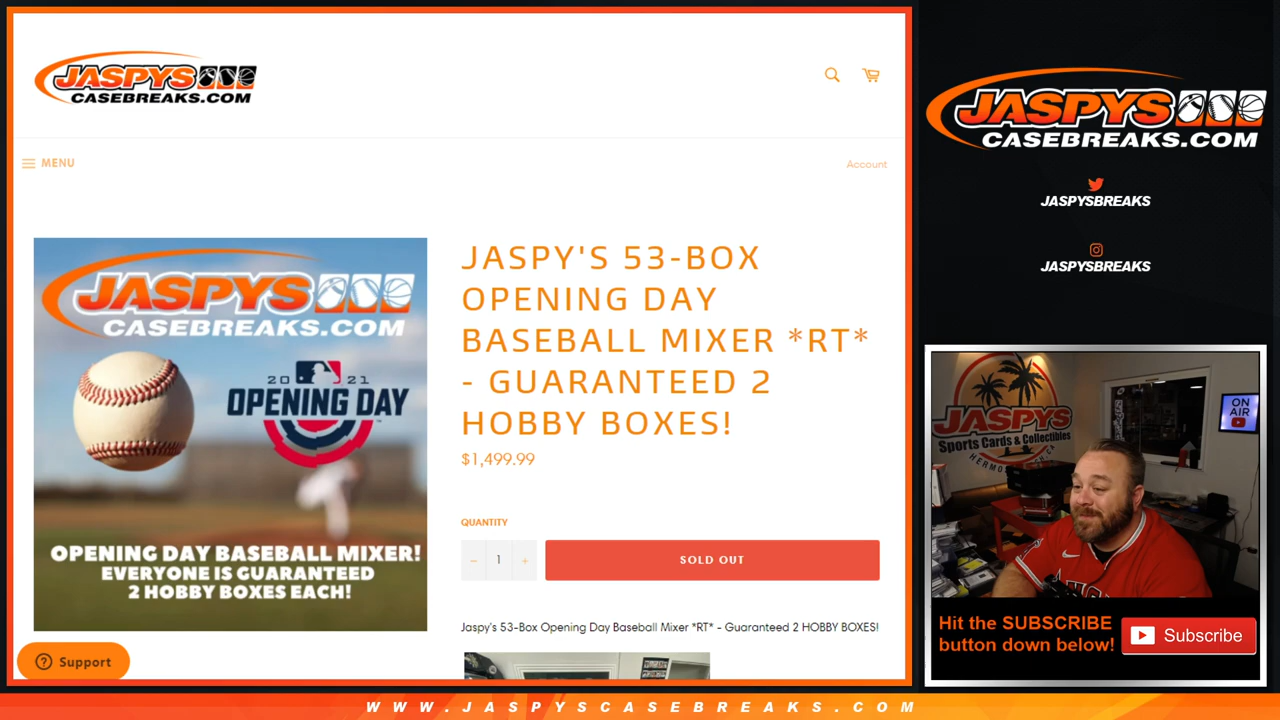 JASPYS
CASEBREAKS.COM
MENU
Account
JASPYS
CASEBREAKS.COM
2021
OPENING DAY
OPENING DAY BASEBALL MIXER!
EVERYONE IS GUARANTEED
2 HOBBY BOXES EACH!
Support
JASPY'S 53-BOX
OPENING DAY
BASEBALL MIXER *RT*
- GUARANTEED 2
HOBBY BOXES!
$1,499.99
QUANTITY
− 1 +
SOLD OUT
Jaspy's 53-Box Opening Day Baseball Mixer *RT* - Guaranteed 2 HOBBY BOXES!
JASPYS
CASEBREAKS.COM
JASPYSBREAKS
JASPYSBREAKS
JASPYS
Sports Cards & Collectibles
ON
AIR
Hit the SUBSCRIBE
button down below!
Subscribe
WWW.JASPYSCASEBREAKS.COM